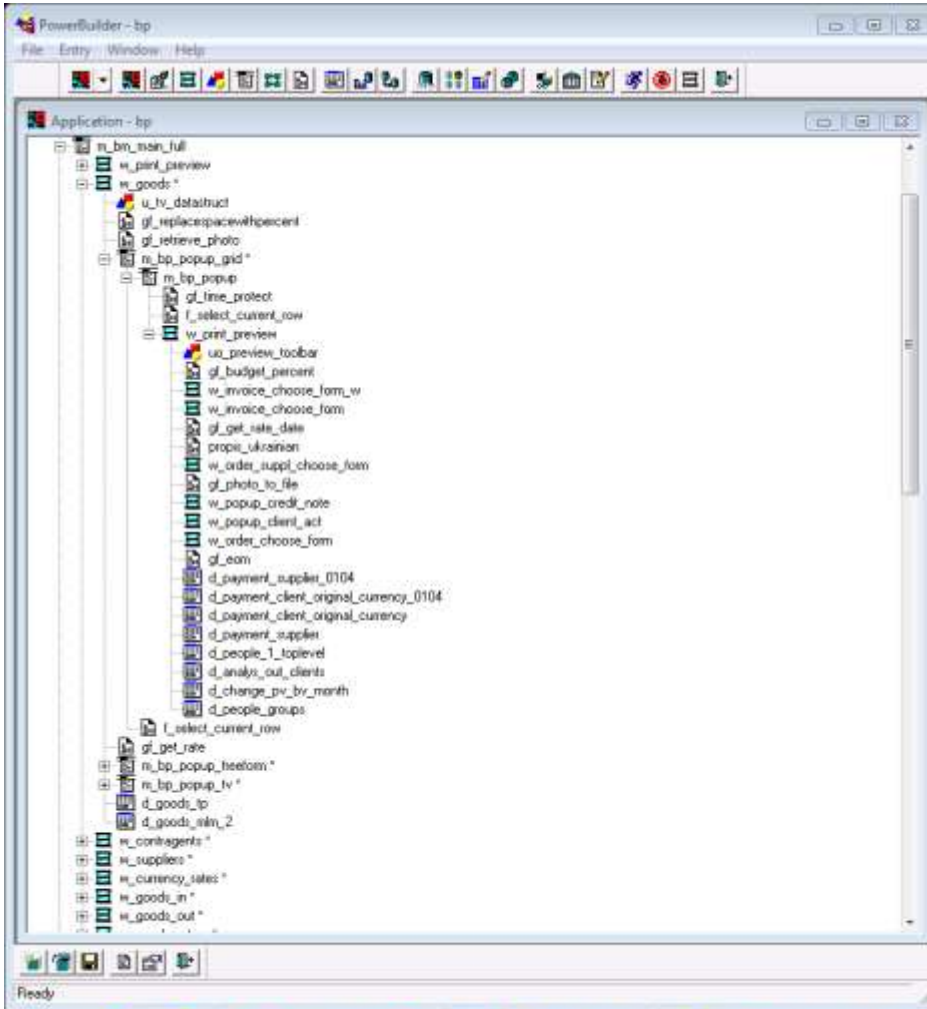 PowerBuilder - bp
File Entry Window Help
Application - bp
m_bm_main_full
w_print_preview
w_goods *
u_tv_datastruct
gf_replacespacewithpercent
gf_retrieve_photo
m_bp_popup_grid *
m_bp_popup
gf_time_protect
f_select_current_row
w_print_preview
uo_preview_toolbar
gf_budget_percent
w_invoice_choose_form_w
w_invoice_choose_form
gf_get_rate_date
propis_ukrainian
w_order_suppl_choose_form
gf_photo_to_file
w_popup_credit_note
w_popup_client_act
w_order_choose_form
gf_eom
d_payment_supplier_0104
d_payment_client_original_currency_0104
d_payment_client_original_currency
d_payment_supplier
d_people_1_toplevel
d_analys_out_clients
d_change_pv_by_month
d_people_groups
f_select_current_row
gf_get_rate
m_bp_popup_freeform *
m_bp_popup_tv *
d_goods_tp
d_goods_mlm_2
w_contragents *
w_suppliers *
w_currency_rates *
w_goods_in *
w_goods_out *
Ready